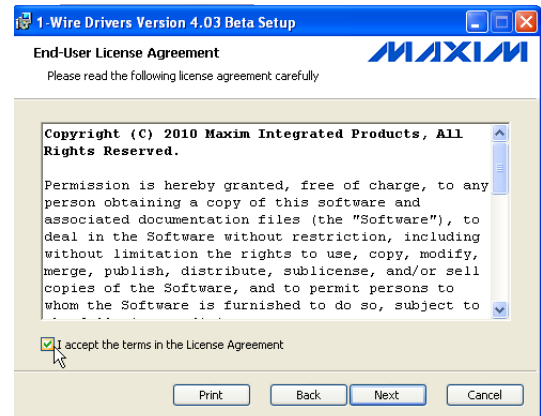 1-Wire Drivers Version 4.03 Beta Setup
End-User License Agreement
MAXIM
Please read the following license agreement carefully
Copyright (C) 2010 Maxim Integrated Products, All
Rights Reserved.
Permission is hereby granted, free of charge, to any
person obtaining a copy of this software and
associated documentation files (the "Software"), to
deal in the Software without restriction, including
without limitation the rights to use, copy, modify,
merge, publish, distribute, sublicense, and/or sell
copies of the Software, and to permit persons to
whom the Software is furnished to do so, subject to
I accept the terms in the License Agreement
Print Back Next Cancel